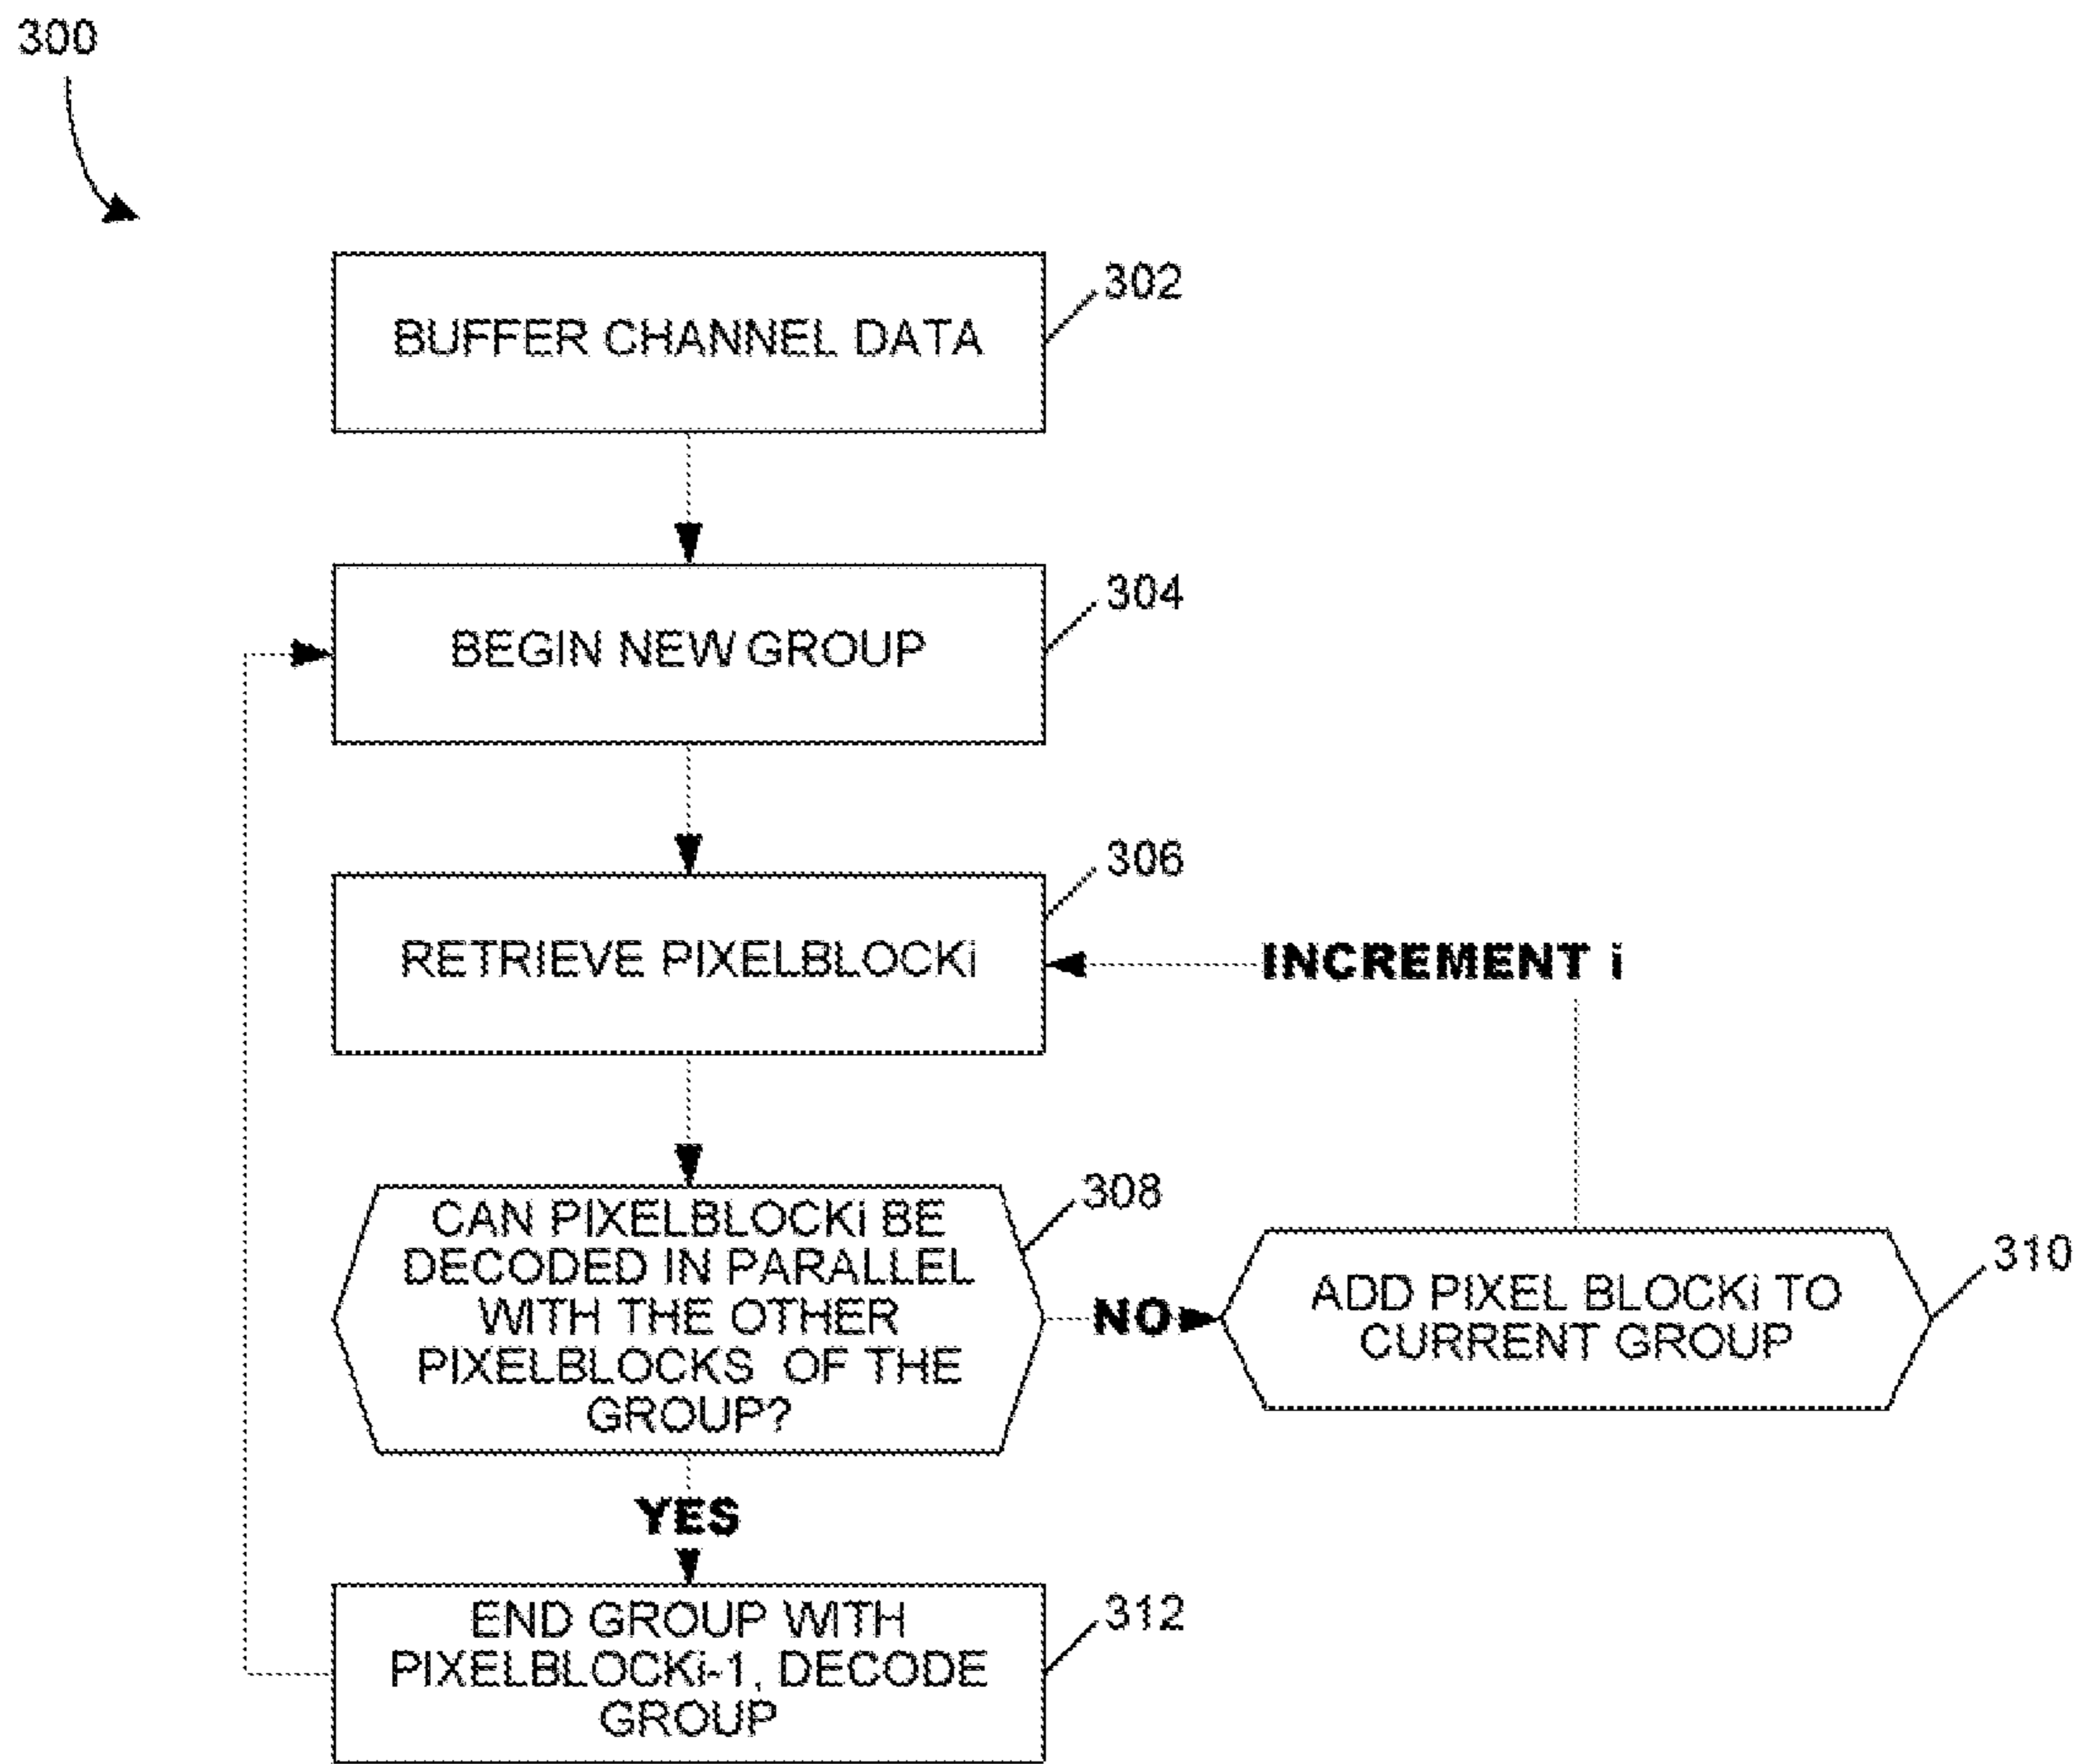 300
BUFFER CHANNEL DATA
302
BEGIN NEW GROUP
304
RETRIEVE PIXELBLOCKi
306
INCREMENT i
CAN PIXELBLOCKi BE
DECODED IN PARALLEL
WITH THE OTHER
PIXELBLOCKS OF THE
GROUP?
308
NO
ADD PIXEL BLOCKi TO
CURRENT GROUP
310
YES
END GROUP WITH
PIXELBLOCKi-1, DECODE
GROUP
312